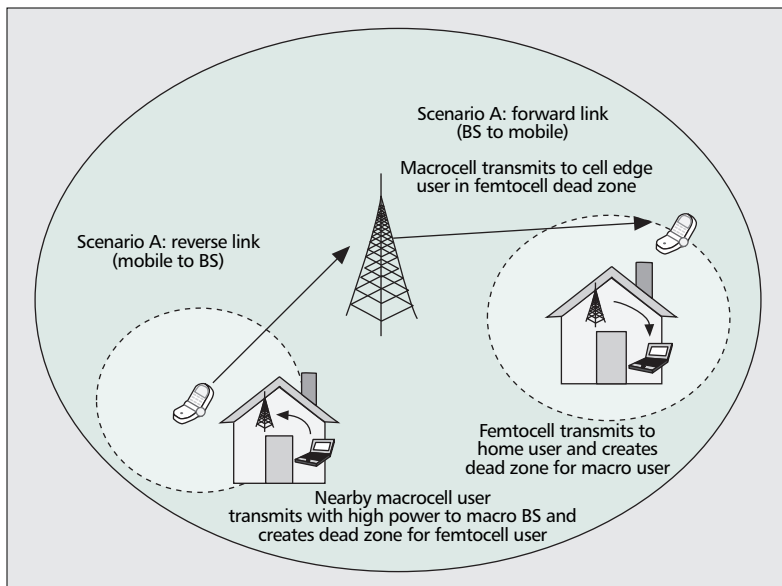 Scenario A: forward link
(BS to mobile)
Macrocell transmits to cell edge
user in femtocell dead zone
Scenario A: reverse link
(mobile to BS)
Femtocell transmits to
home user and creates
dead zone for macro user
Nearby macrocell user
transmits with high power to macro BS and
creates dead zone for femtocell user